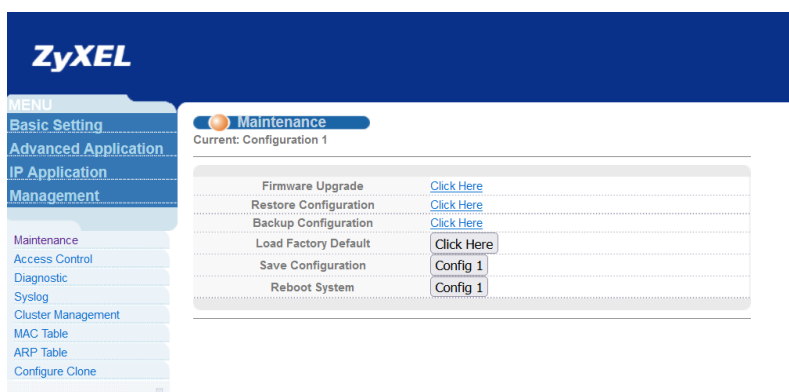 ZyXEL
MENU
Basic Setting
Advanced Application
IP Application
Management
Maintenance
Access Control
Diagnostic
Syslog
Cluster Management
MAC Table
ARP Table
Configure Clone
Maintenance
Current: Configuration 1
Firmware Upgrade Click Here
Restore Configuration Click Here
Backup Configuration Click Here
Load Factory Default Click Here
Save Configuration Config 1
Reboot System Config 1